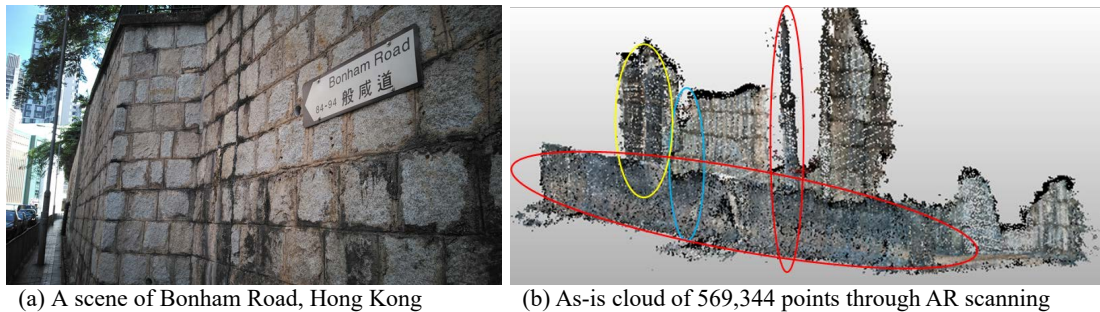 Bonham Road
84-94 般咸道
(a) A scene of Bonham Road, Hong Kong
(b) As-is cloud of 569,344 points through AR scanning